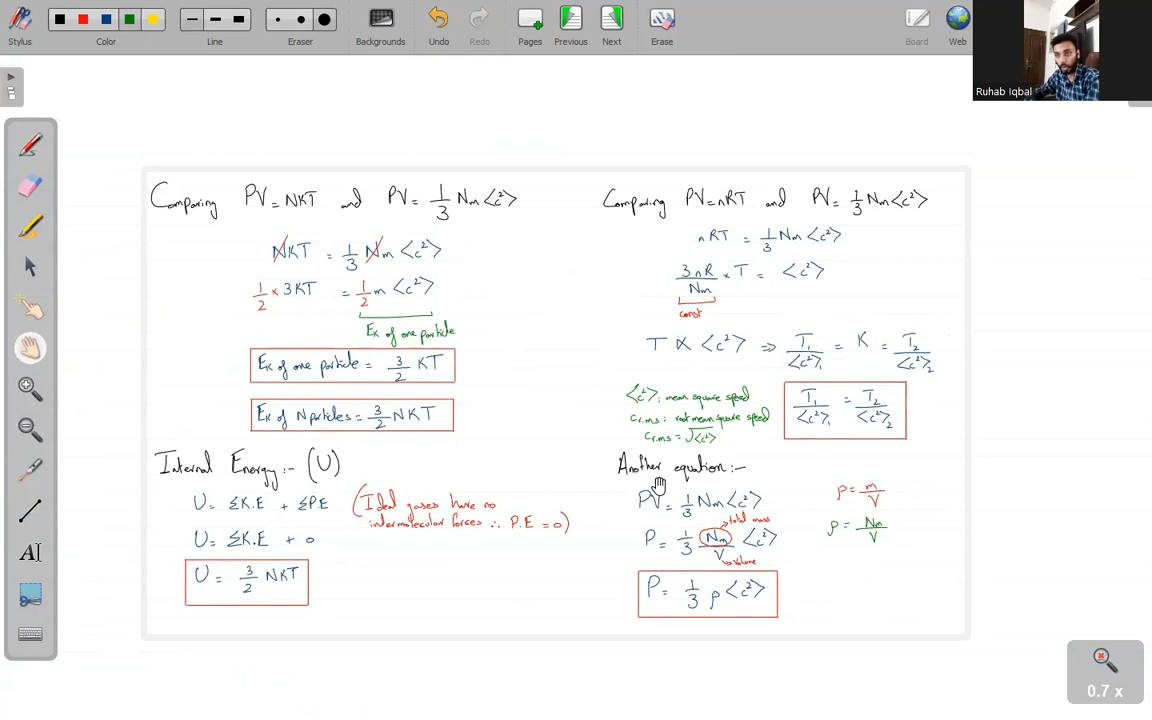 Stylus
Color
Line
Eraser
Backgrounds
Undo
Redo
Pages
Previous
Next
Erase
Board
Web
Ruhab Iqbal
Comparing PV = NKT and PV = 1/3 Nm <c²>
NKT = 1/3 Nm <c²>
1/2 × 3KT = 1/2 m <c²>
Ek of one particle
Ek of one particle = 3/2 KT
Ek of N particles = 3/2 NKT
Internal Energy :- (U)
U = ΣK.E + ΣP.E (Ideal gases have no
intermolecular forces ∴ P.E = 0)
U = ΣK.E + 0
U = 3/2 NKT
Comparing PV = nRT and PV = 1/3 Nm <c²>
nRT = 1/3 Nm <c²>
3nR/Nm × T = <c²>
const
T ∝ <c²> ⇒ T₁/<c²>₁ = K = T₂/<c²>₂
<c²> : mean square speed
c r.m.s : root mean square speed
c r.m.s = √<c²>
T₁/<c²>₁ = T₂/<c²>₂
Another equation :-
PV = 1/3 Nm <c²>
→ total mass
P = 1/3 Nm/V <c²>
→ volume
P = 1/3 ρ <c²>
ρ = m/V
ρ = Nm/V
A
0.7 x